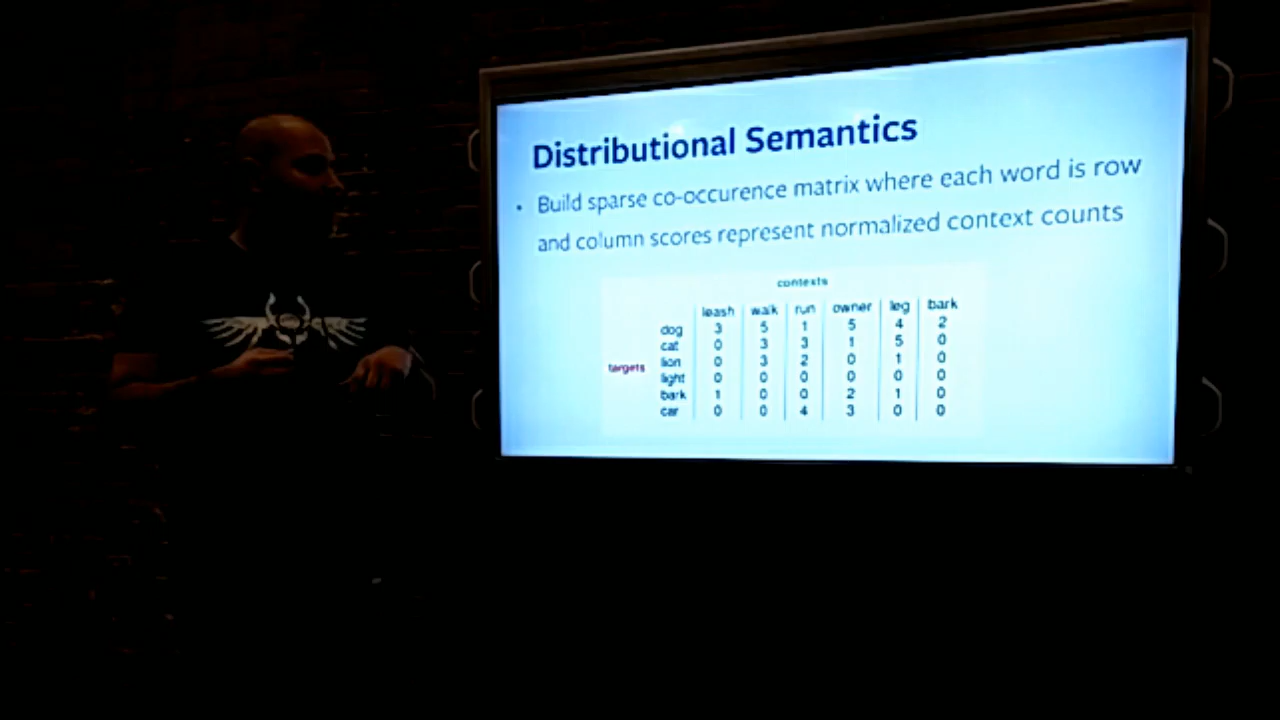 Distributional Semantics
• Build sparse co-occurence matrix where each word is row
and column scores represent normalized context counts
contexts
leash walk run owner leg bark
dog 3 5 1 5 4 2
cat 0 3 3 1 5 0
targets lion 0 3 2 0 1 0
light 0 0 0 0 0 0
bark 1 0 0 2 1 0
car 0 0 4 3 0 0